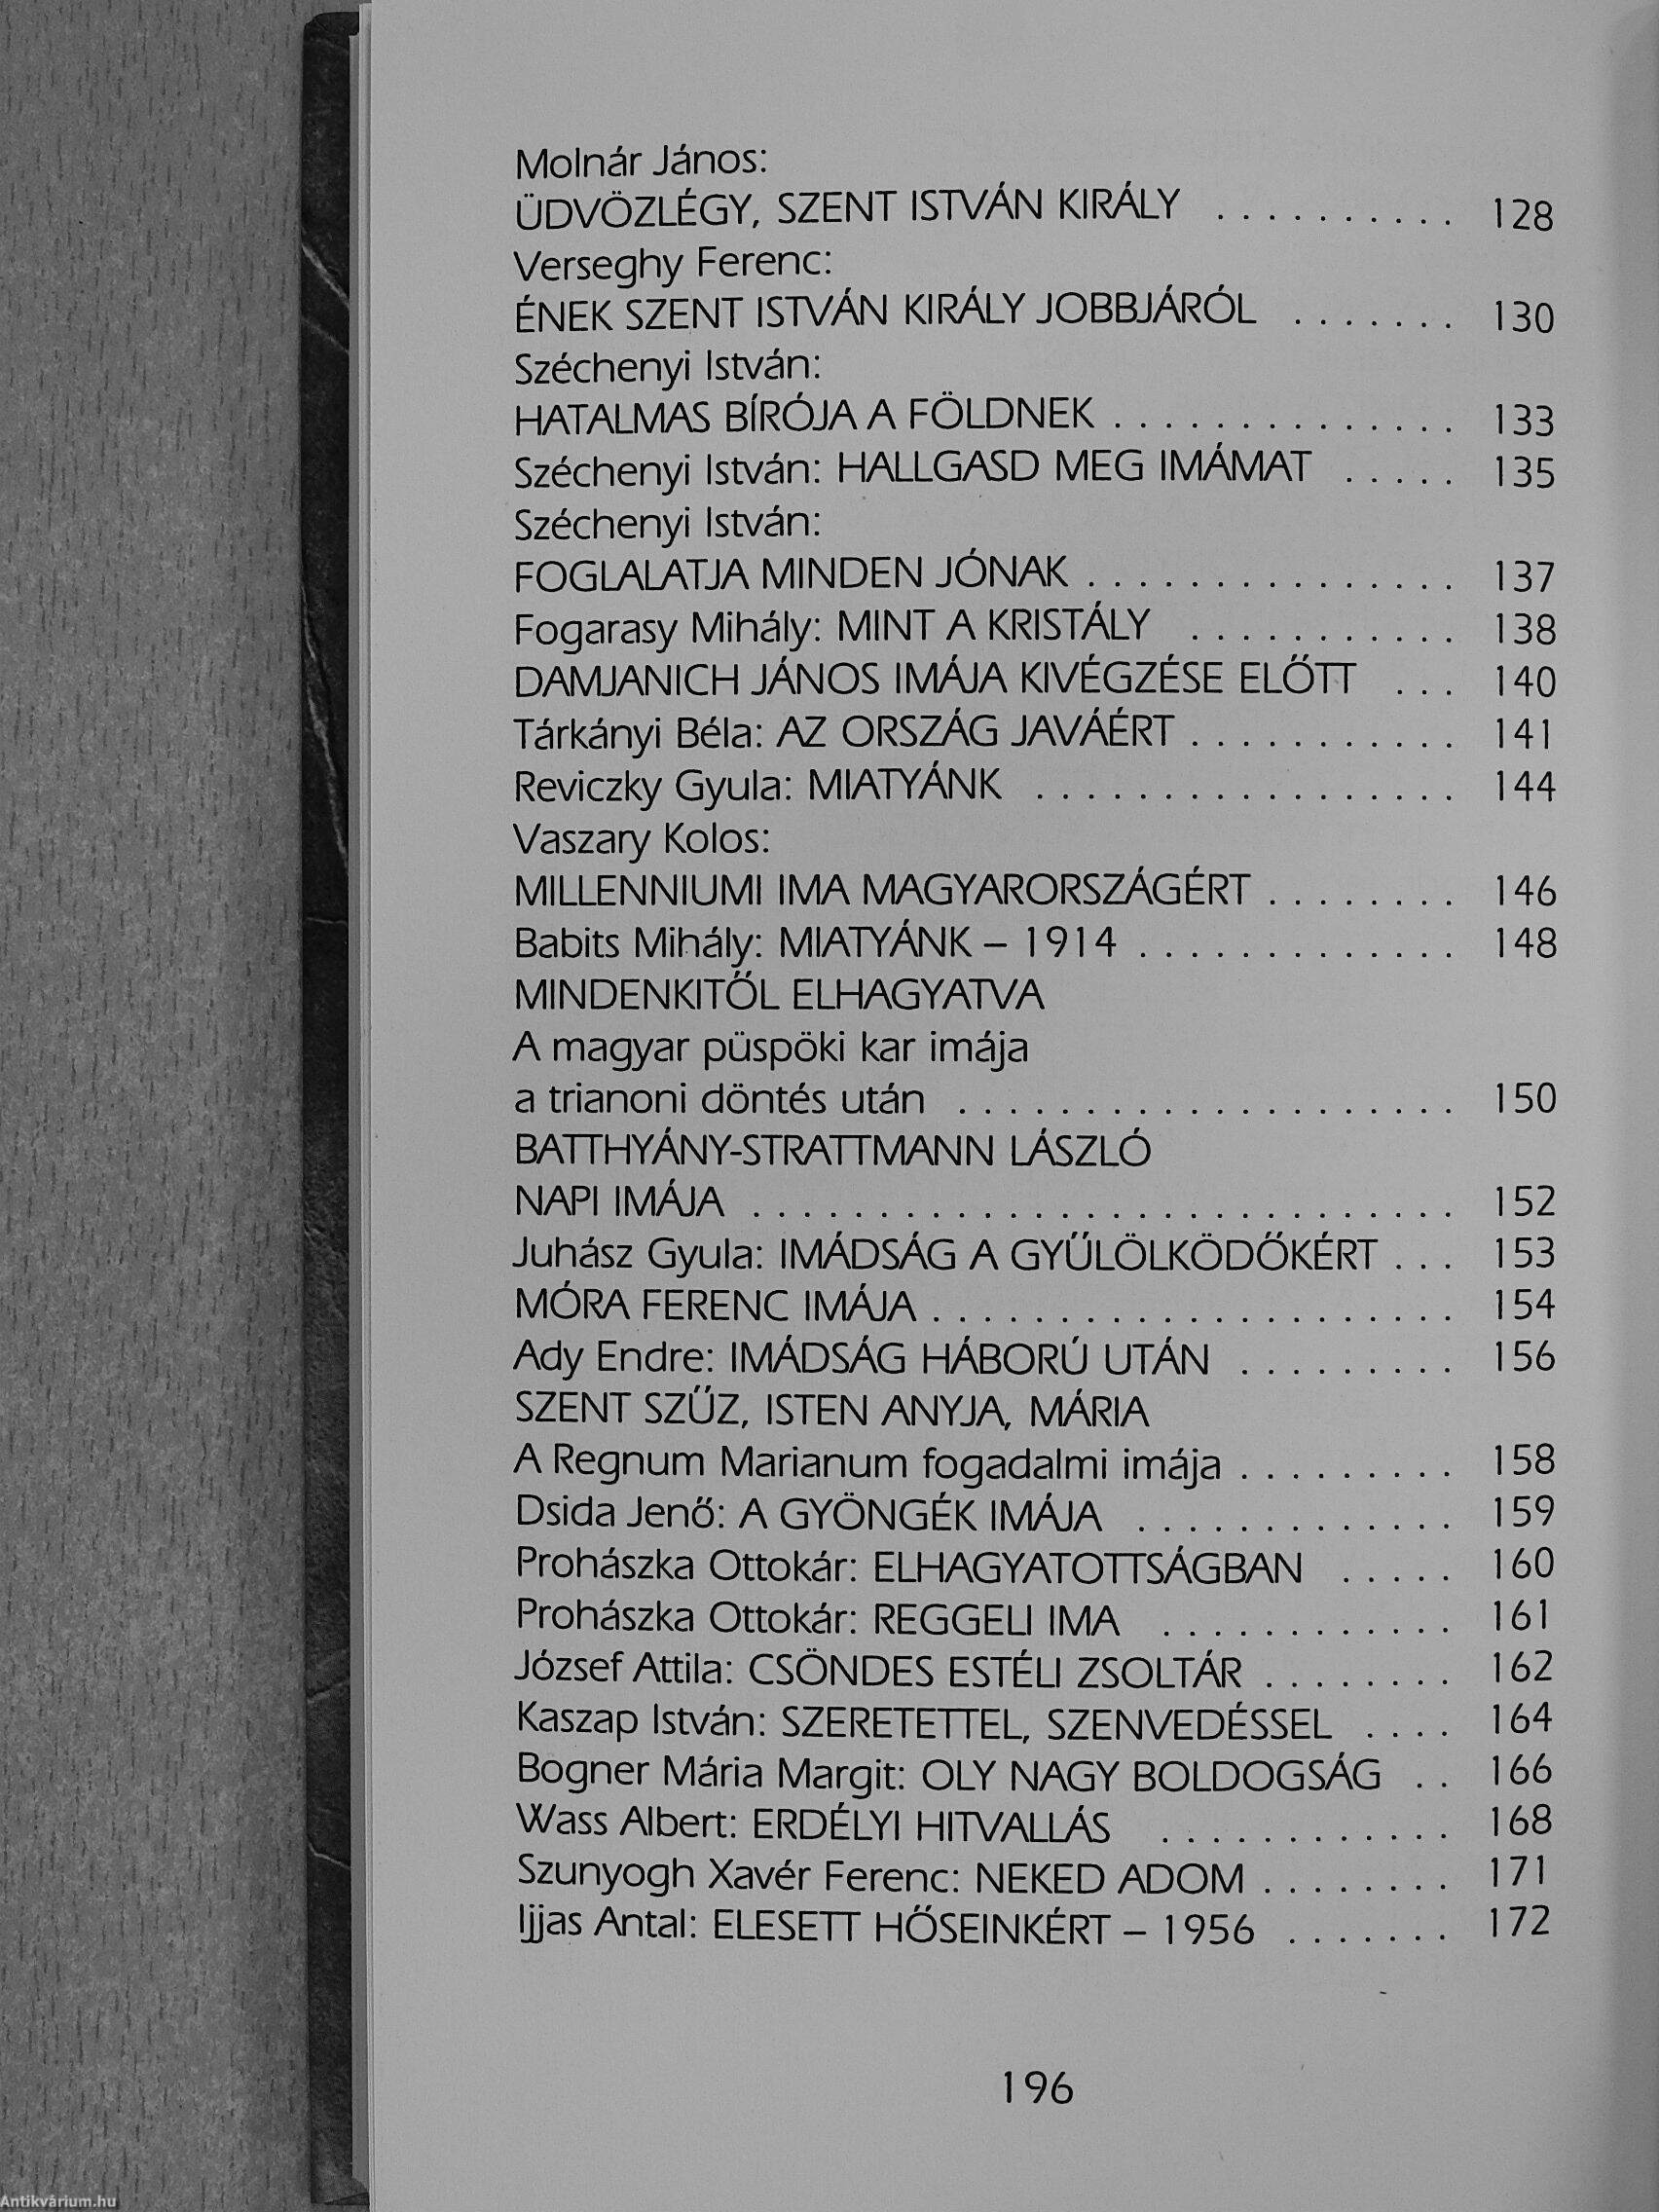 Molnár János:
ÜDVÖZLÉGY, SZENT ISTVÁN KIRÁLY . . . . . . . . . . 128
Verseghy Ferenc:
ÉNEK SZENT ISTVÁN KIRÁLY JOBBJÁRÓL . . . . . . . 130
Széchenyi István:
HATALMAS BÍRÓJA A FÖLDNEK . . . . . . . . . . . . . . 133
Széchenyi István: HALLGASD MEG IMÁMAT . . . . . 135
Széchenyi István:
FOGLALATJA MINDEN JÓNAK . . . . . . . . . . . . . . . 137
Fogarasy Mihály: MINT A KRISTÁLY . . . . . . . . . . . 138
DAMJANICH JÁNOS IMÁJA KIVÉGZÉSE ELŐTT . . . 140
Tárkányi Béla: AZ ORSZÁG JAVÁÉRT . . . . . . . . . . . 141
Reviczky Gyula: MIATYÁNK . . . . . . . . . . . . . . . . . 144
Vaszary Kolos:
MILLENNIUMI IMA MAGYARORSZÁGÉRT . . . . . . . . 146
Babits Mihály: MIATYÁNK – 1914 . . . . . . . . . . . . . 148
MINDENKITŐL ELHAGYATVA
A magyar püspöki kar imája
a trianoni döntés után . . . . . . . . . . . . . . . . . . . . 150
BATTHYÁNY-STRATTMANN LÁSZLÓ
NAPI IMÁJA . . . . . . . . . . . . . . . . . . . . . . . . . . . . 152
Juhász Gyula: IMÁDSÁG A GYŰLÖLKÖDŐKÉRT . . . 153
MÓRA FERENC IMÁJA . . . . . . . . . . . . . . . . . . . . . 154
Ady Endre: IMÁDSÁG HÁBORÚ UTÁN . . . . . . . . . 156
SZENT SZŰZ, ISTEN ANYJA, MÁRIA
A Regnum Marianum fogadalmi imája . . . . . . . . . 158
Dsida Jenő: A GYÖNGÉK IMÁJA . . . . . . . . . . . . . 159
Prohászka Ottokár: ELHAGYATOTTSÁGBAN . . . . . 160
Prohászka Ottokár: REGGELI IMA . . . . . . . . . . . . 161
József Attila: CSÖNDES ESTÉLI ZSOLTÁR . . . . . . . . 162
Kaszap István: SZERETETTEL, SZENVEDÉSSEL . . . . 164
Bogner Mária Margit: OLY NAGY BOLDOGSÁG . . 166
Wass Albert: ERDÉLYI HITVALLÁS . . . . . . . . . . . . 168
Szunyogh Xavér Ferenc: NEKED ADOM . . . . . . . . 171
Ijjas Antal: ELESETT HŐSEINKÉRT – 1956 . . . . . . . 172
196
Antikvárium.hu